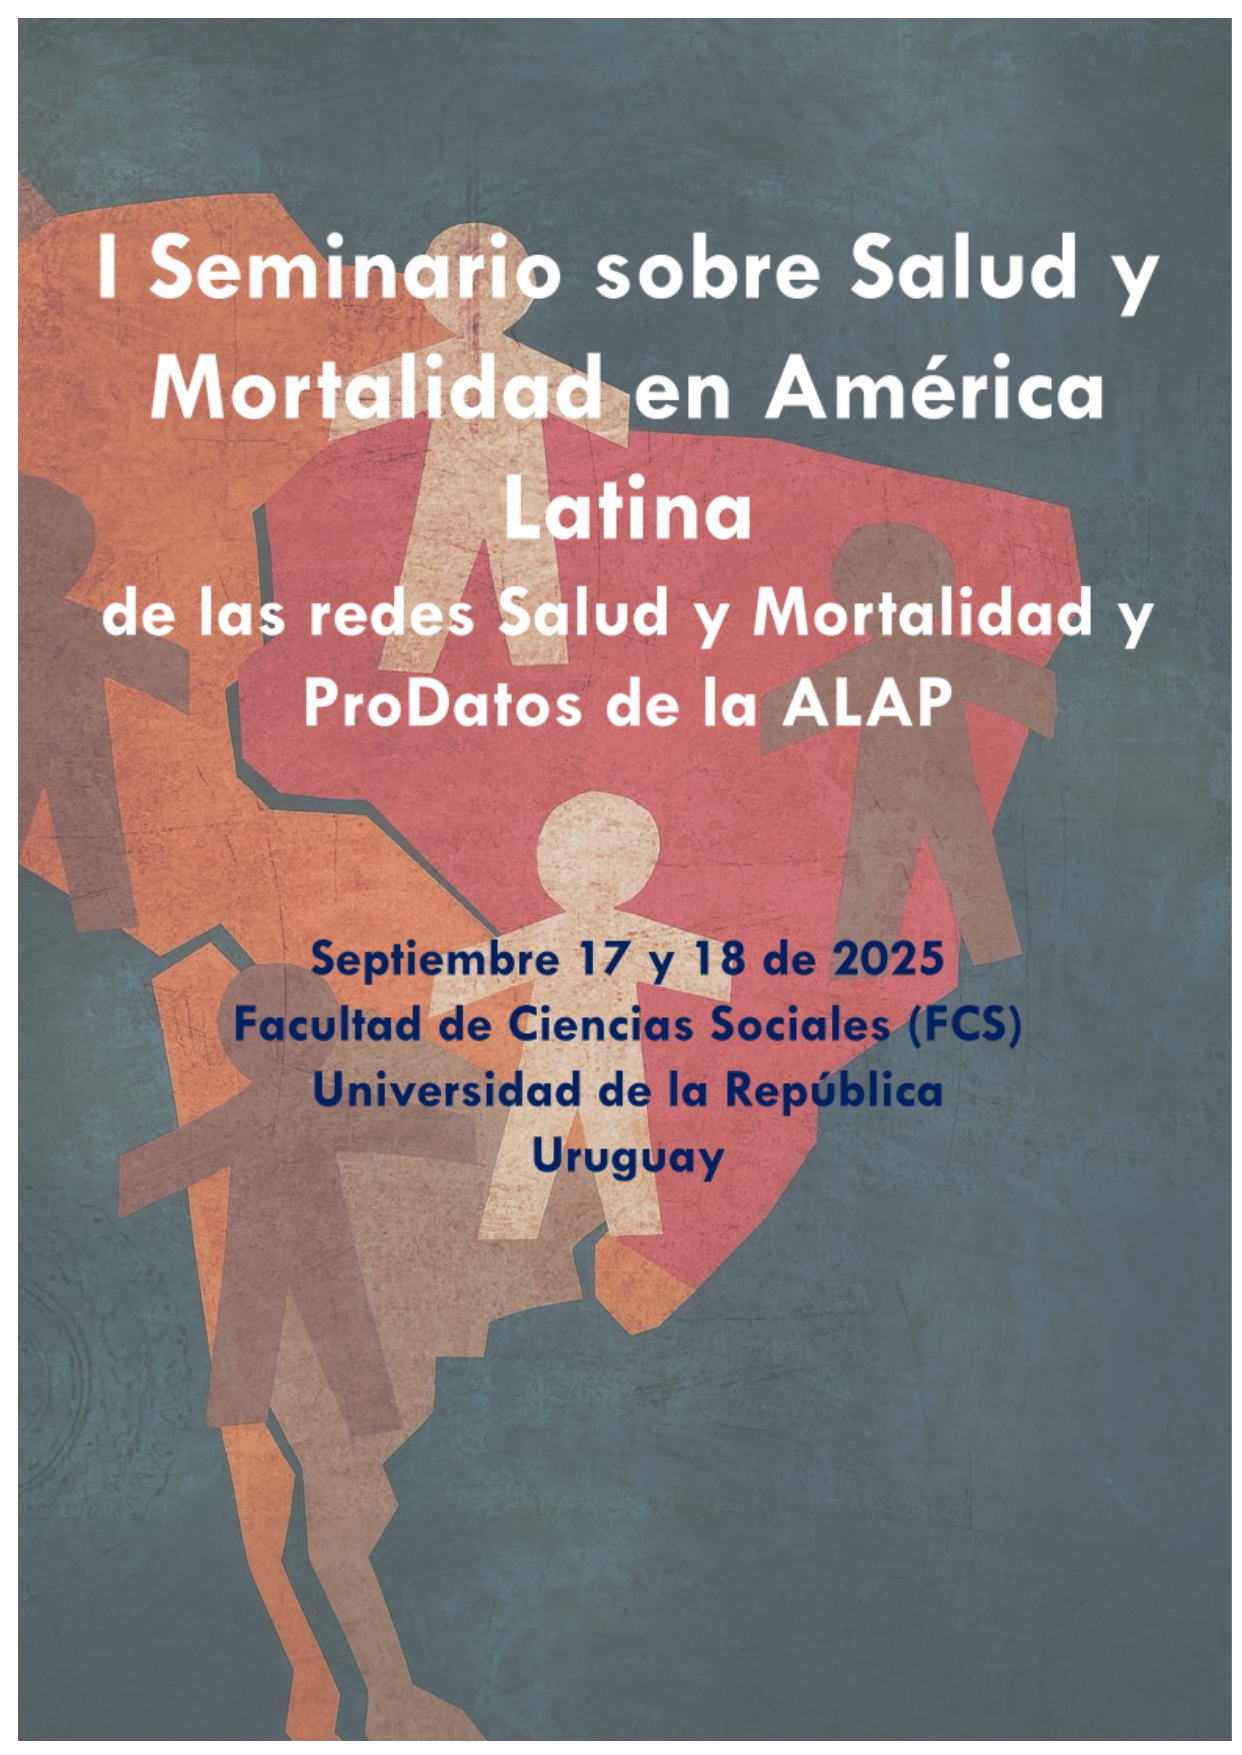 I Seminario sobre Salud y
Mortalidad en América
Latina
de las redes Salud y Mortalidad y
ProDatos de la ALAP
Septiembre 17 y 18 de 2025
Facultad de Ciencias Sociales (FCS)
Universidad de la República
Uruguay